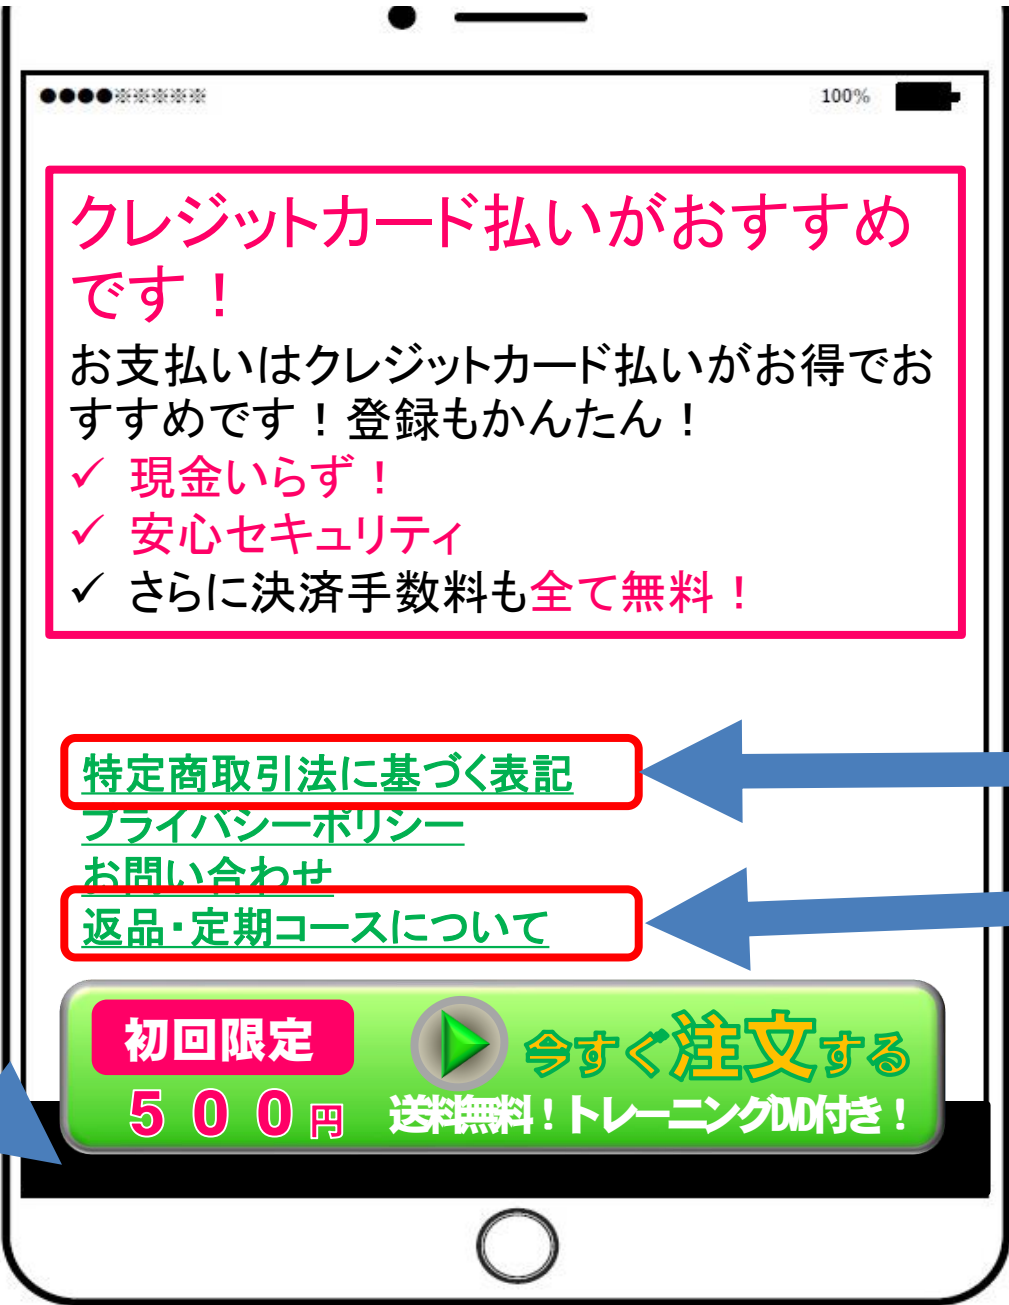 ●●●●※※※※※
100%
クレジットカード払いがおすすめ
です！
お支払いはクレジットカード払いがお得でお
すすめです！登録もかんたん！
✓ 現金いらず！
✓ 安心セキュリティ
✓ さらに決済手数料も全て無料！
特定商取引法に基づく表記
プライバシーポリシー
お問い合わせ
返品・定期コースについて
初回限定
５００円
今すぐ注文する
送料無料！トレーニングDVD付き！